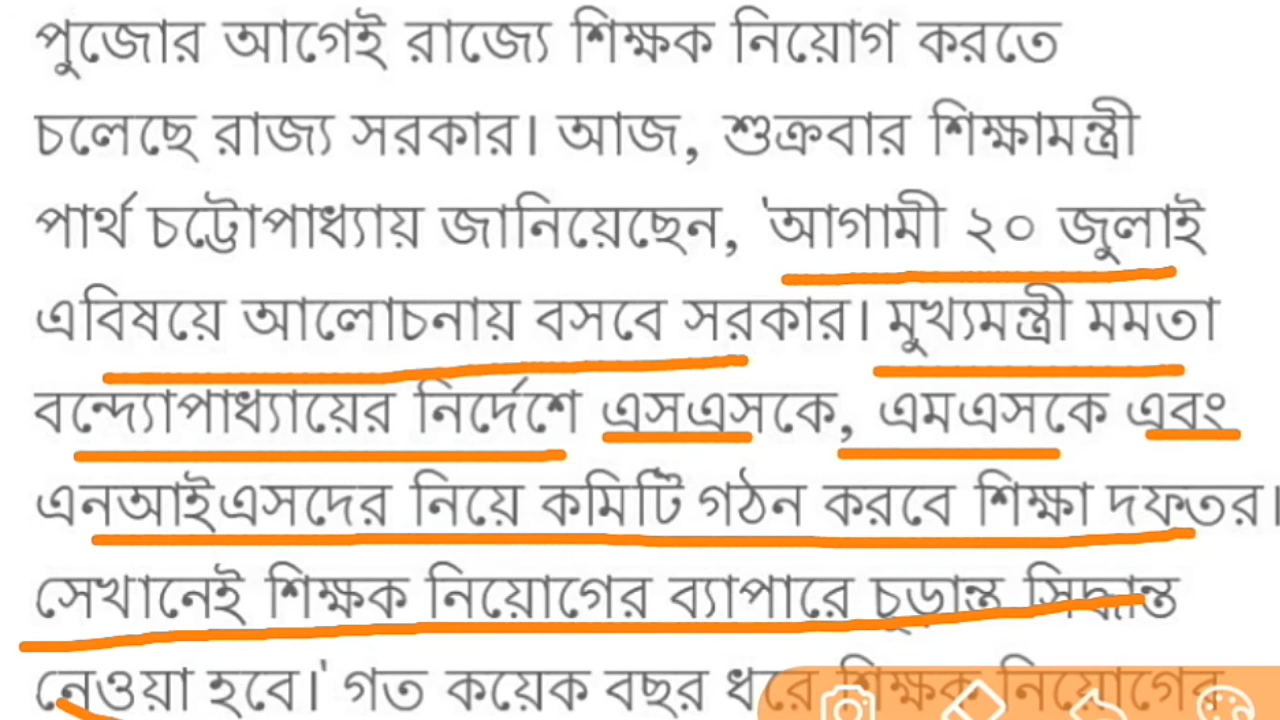 পুজোর আগেই রাজ্যে শিক্ষক নিয়োগ করতে
চলেছে রাজ্য সরকার। আজ, শুক্রবার শিক্ষামন্ত্রী
পার্থ চট্টোপাধ্যায় জানিয়েছেন, 'আগামী ২০ জুলাই
এবিষয়ে আলোচনায় বসবে সরকার। মুখ্যমন্ত্রী মমতা
বন্দ্যোপাধ্যায়ের নির্দেশে এসএসকে, এমএসকে এবং
এনআইএসদের নিয়ে কমিটি গঠন করবে শিক্ষা দফতর।
সেখানেই শিক্ষক নিয়োগের ব্যাপারে চূড়ান্ত সিদ্ধান্ত
নেওয়া হবে।' গত কয়েক বছর ধরে শিক্ষক নিয়োগের